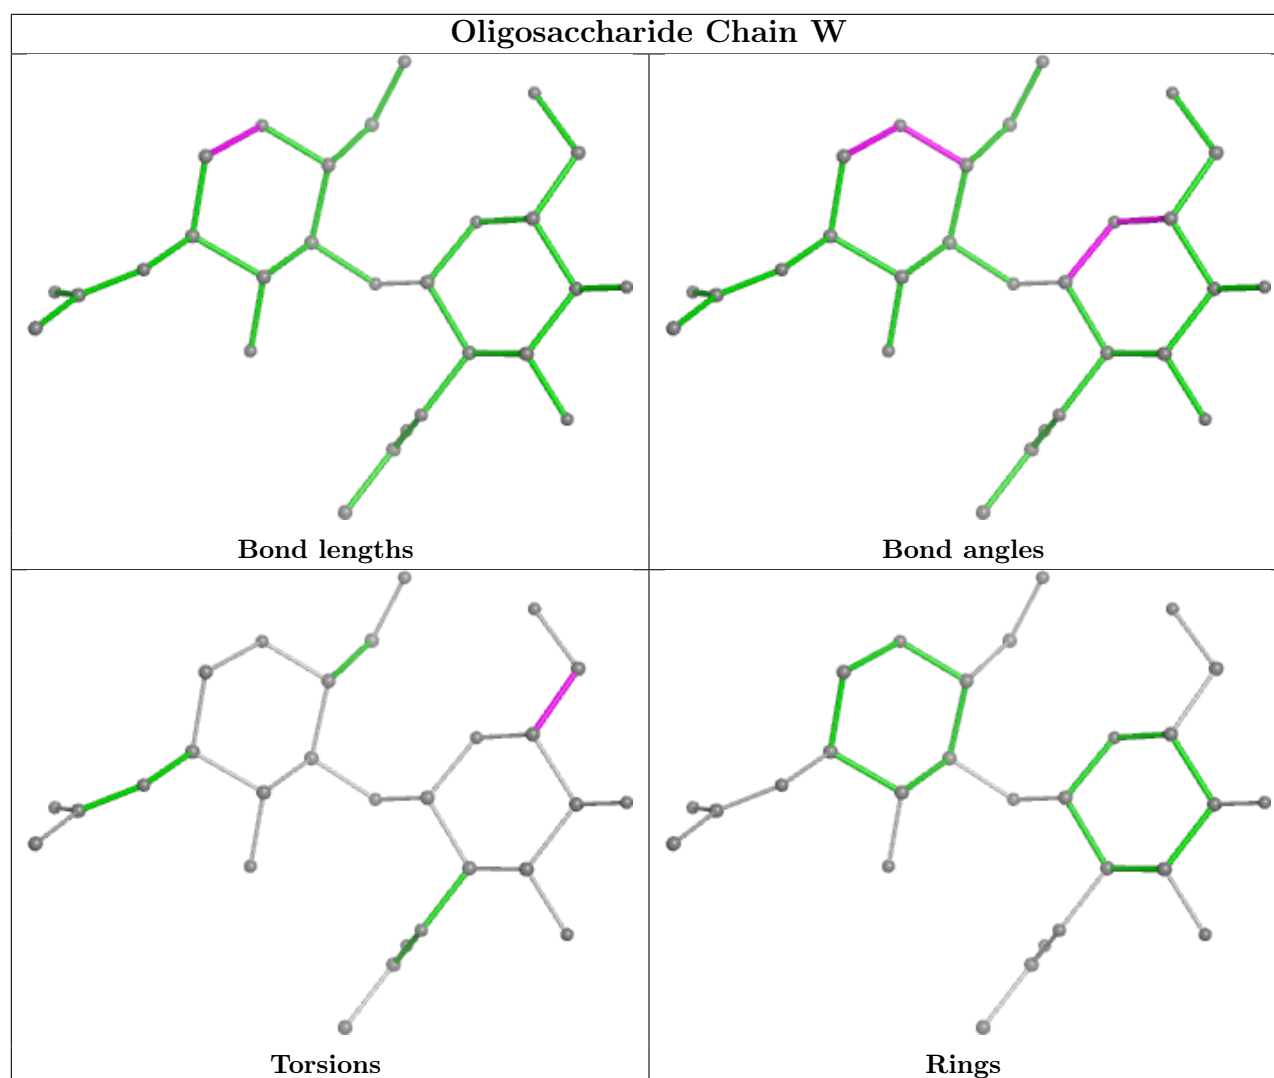 Oligosaccharide Chain W
Bond lengths
Bond angles
Torsions
Rings